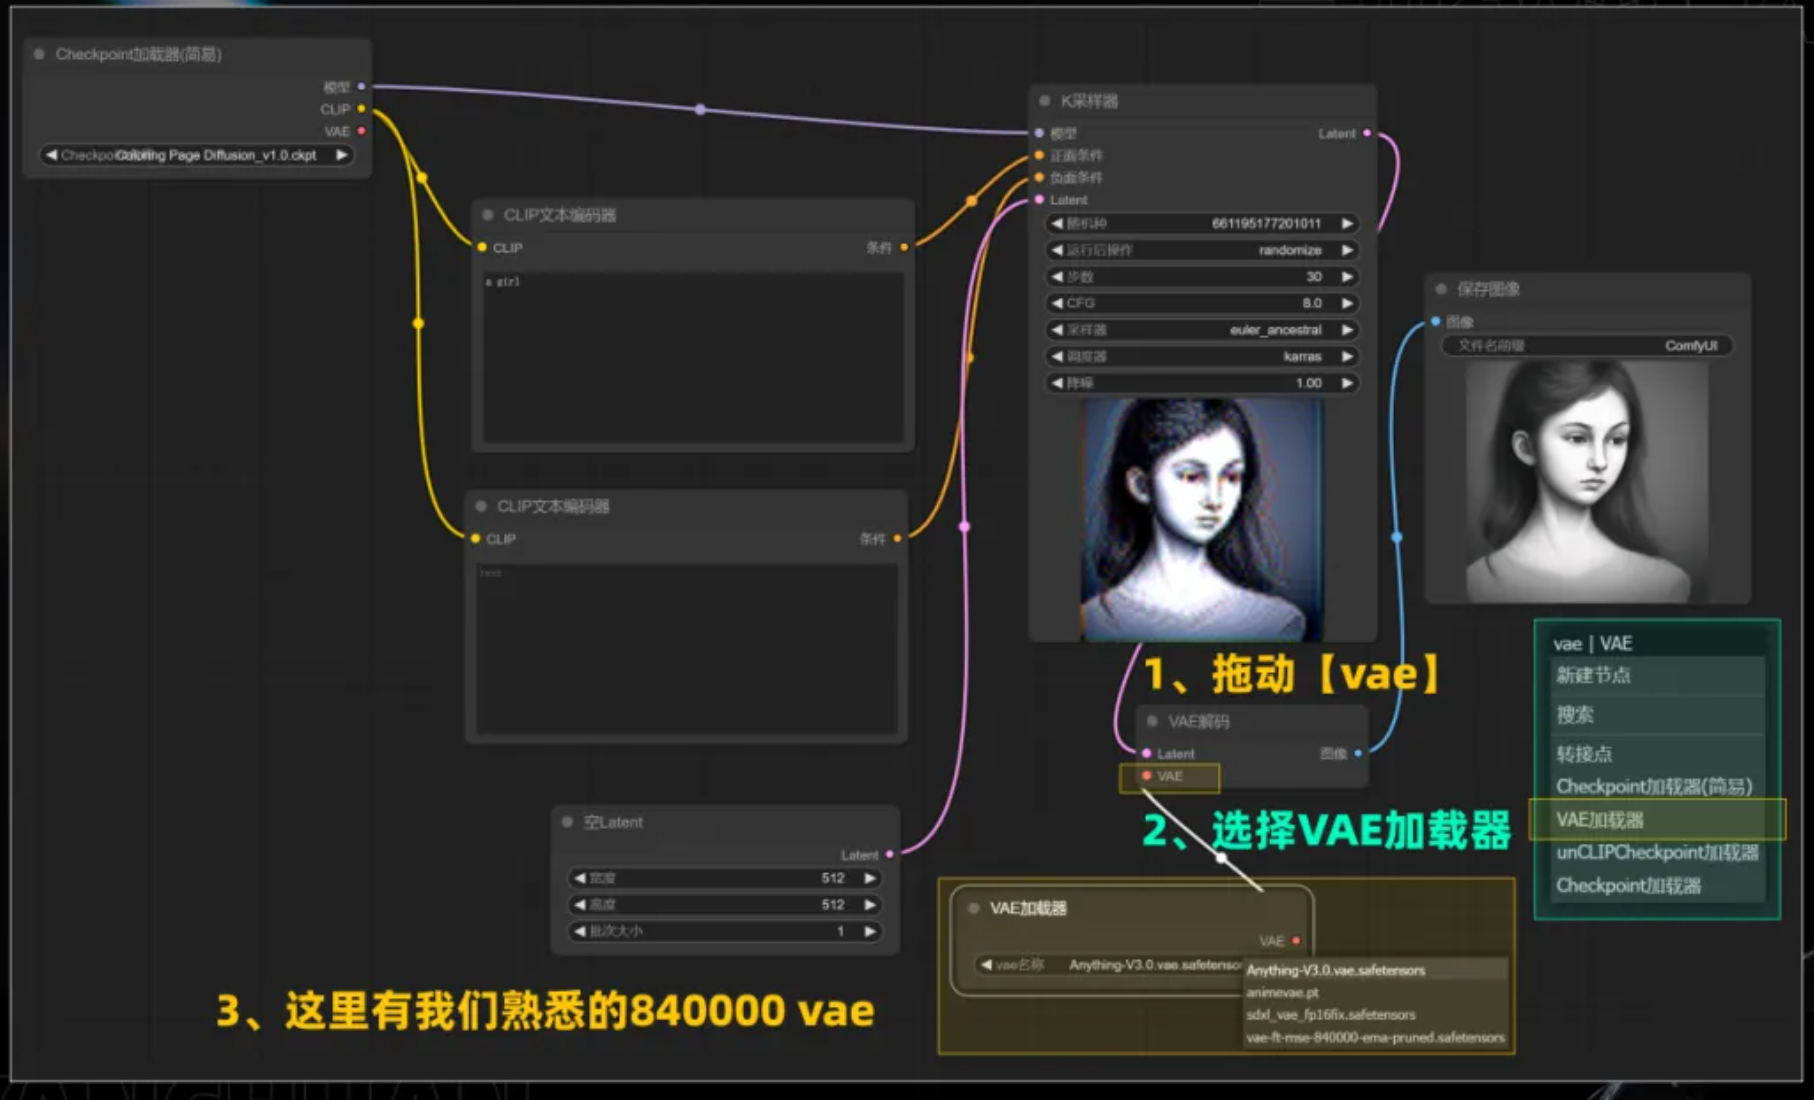 Checkpoint加载器(简易)
模型
CLIP
VAE
Coloring Page Diffusion_v1.0.ckpt
CLIP文本编码器
CLIP
条件
a girl
CLIP文本编码器
CLIP
条件
text
空Latent
Latent
宽度 512
高度 512
批次大小 1
K采样器
模型
Latent
正面条件
负面条件
Latent
随机种 661195177201011
运行后操作 randomize
步数 30
CFG 8.0
采样器 euler_ancestral
调度器 karras
降噪 1.00
保存图像
图像
文件名前缀 ComfyUI
1、拖动【vae】
VAE解码
Latent
图像
VAE
2、选择VAE加载器
vae | VAE
新建节点
搜索
转接点
Checkpoint加载器(简易)
VAE加载器
unCLIPCheckpoint加载器
Checkpoint加载器
VAE加载器
VAE
vae名称 Anything-V3.0.vae.safetensor
Anything-V3.0.vae.safetensors
animevae.pt
sdxl_vae_fp16fix.safetensors
vae-ft-mse-840000-ema-pruned.safetensors
3、这里有我们熟悉的840000 vae